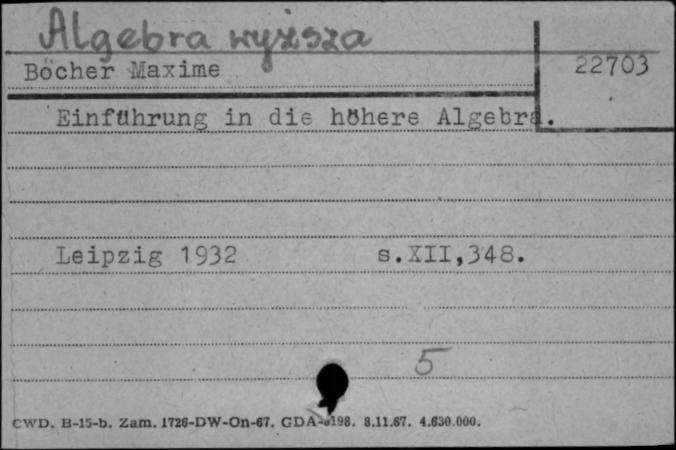 Algebra wyższa
Böcher Maxime 22703
Einführung in die höhere Algebra.
Leipzig 1932 s.XII,348.
5
CWD. B-15-b. Zam. 1726-DW-On-67. GDA- 198. 8.11.67. 4.630.000.